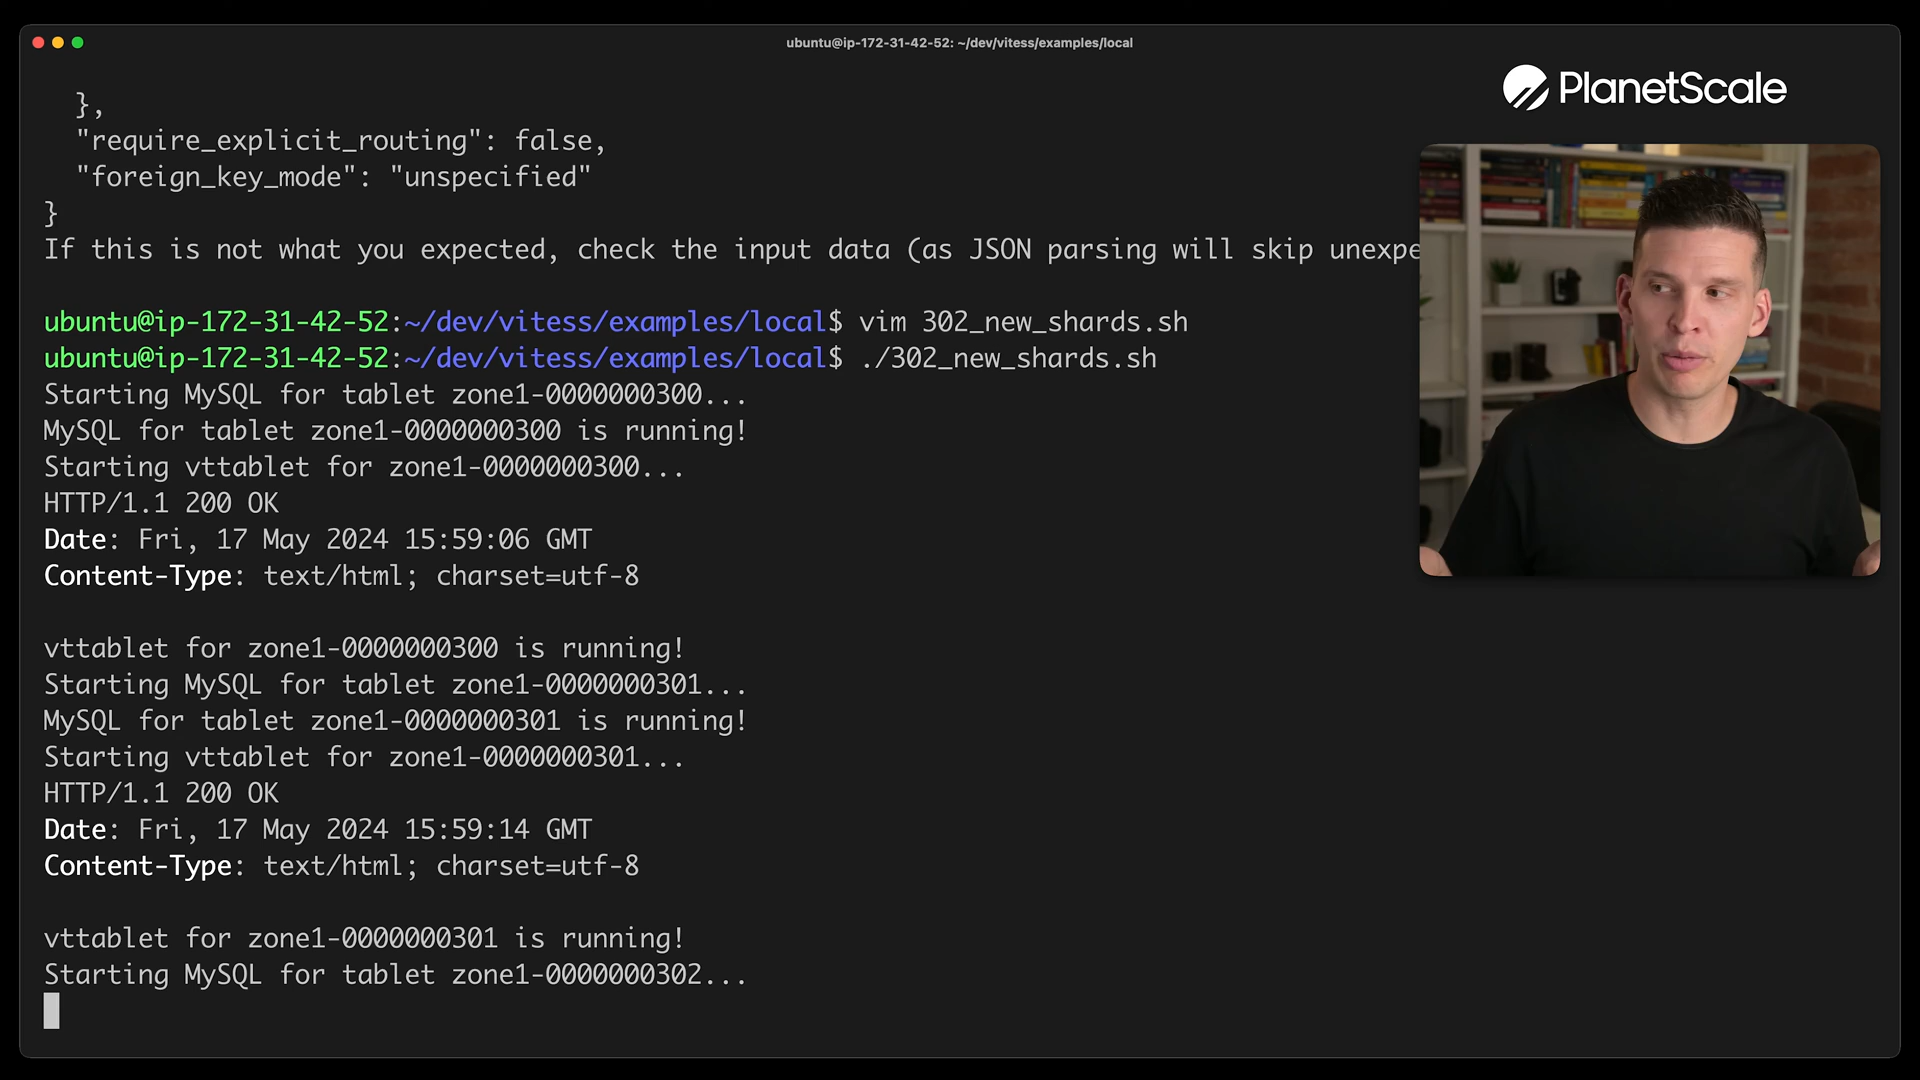 ubuntu@ip-172-31-42-52: ~/dev/vitess/examples/local
PlanetScale
},
"require_explicit_routing": false,
"foreign_key_mode": "unspecified"
}
If this is not what you expected, check the input data (as JSON parsing will skip unexpe
ubuntu@ip-172-31-42-52:~/dev/vitess/examples/local$ vim 302_new_shards.sh
ubuntu@ip-172-31-42-52:~/dev/vitess/examples/local$ ./302_new_shards.sh
Starting MySQL for tablet zone1-0000000300...
MySQL for tablet zone1-0000000300 is running!
Starting vttablet for zone1-0000000300...
HTTP/1.1 200 OK
Date: Fri, 17 May 2024 15:59:06 GMT
Content-Type: text/html; charset=utf-8
vttablet for zone1-0000000300 is running!
Starting MySQL for tablet zone1-0000000301...
MySQL for tablet zone1-0000000301 is running!
Starting vttablet for zone1-0000000301...
HTTP/1.1 200 OK
Date: Fri, 17 May 2024 15:59:14 GMT
Content-Type: text/html; charset=utf-8
vttablet for zone1-0000000301 is running!
Starting MySQL for tablet zone1-0000000302...